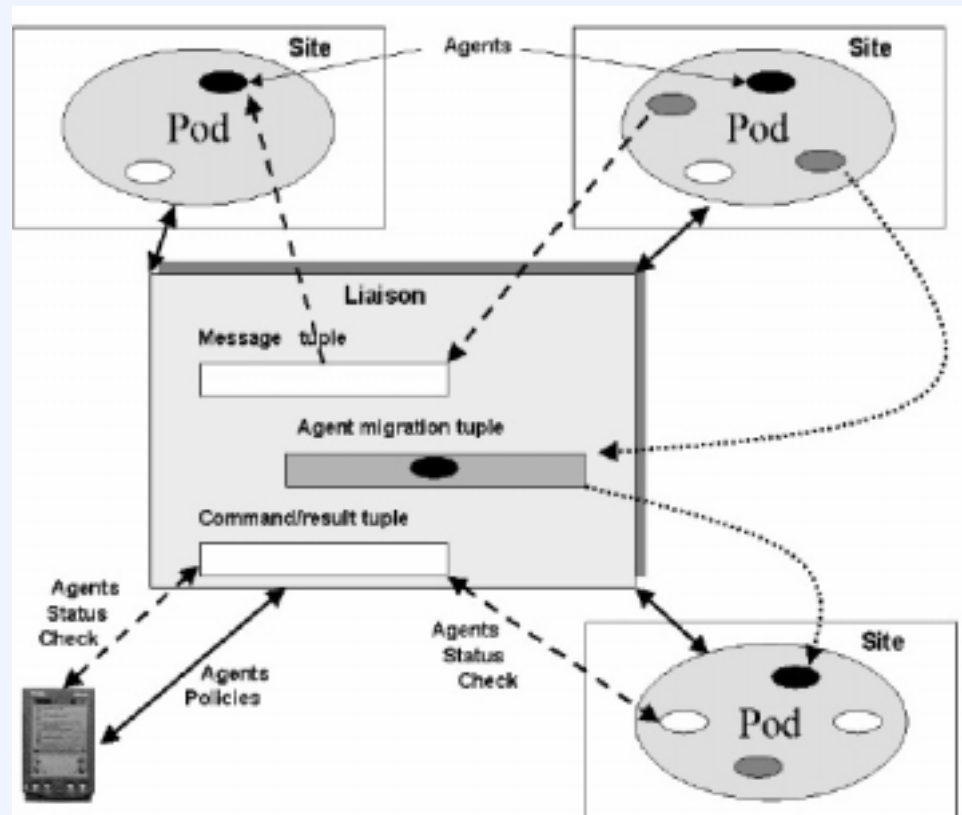 Site
Agents
Site
Pod
Pod
Liaison
Message tuple
Agent migration tuple
Command/result tuple
Agents
Status
Check
Agents
Policies
Agents
Status
Check
Site
Pod